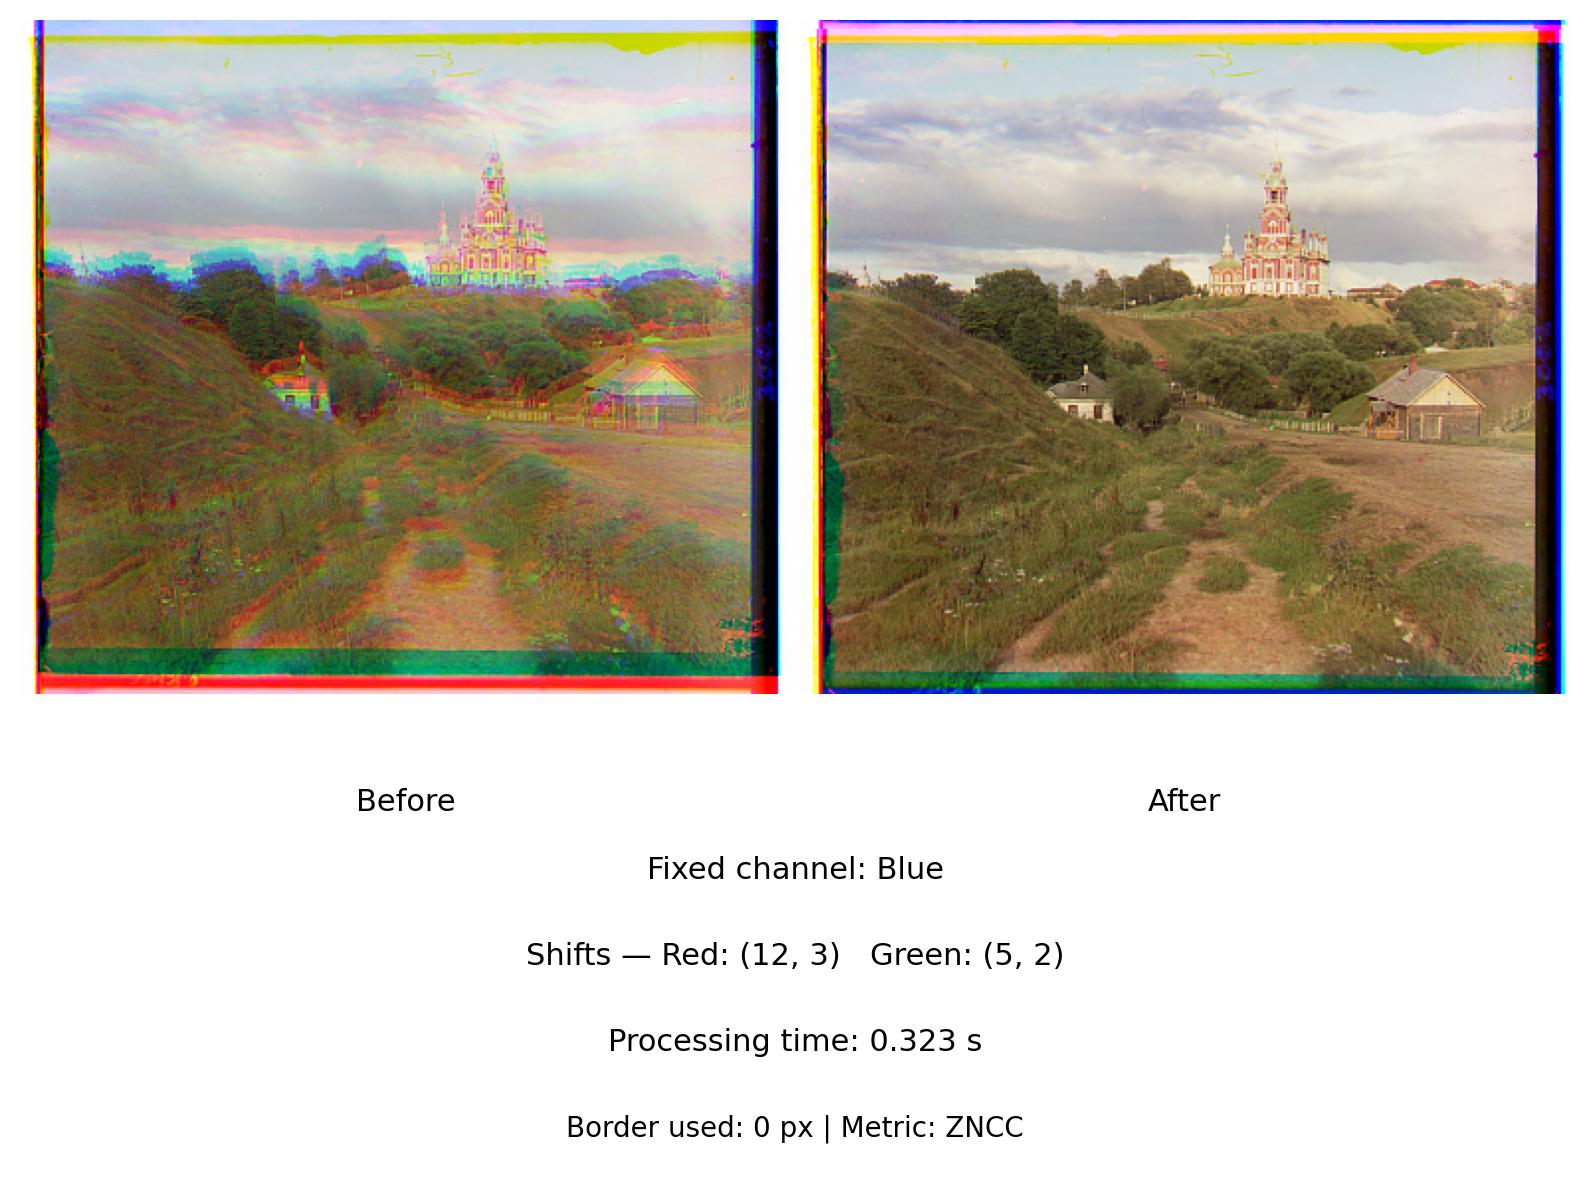 Before
After
Fixed channel: Blue
Shifts — Red: (12, 3)   Green: (5, 2)
Processing time: 0.323 s
Border used: 0 px | Metric: ZNCC